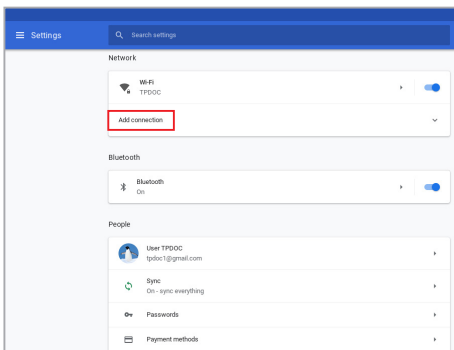 Settings
Search settings
Network
Wi-Fi
TPDOC
Add connection
Bluetooth
Bluetooth
On
People
User TPDOC
tpdoc1@gmail.com
Sync
On - sync everything
Passwords
Payment methods